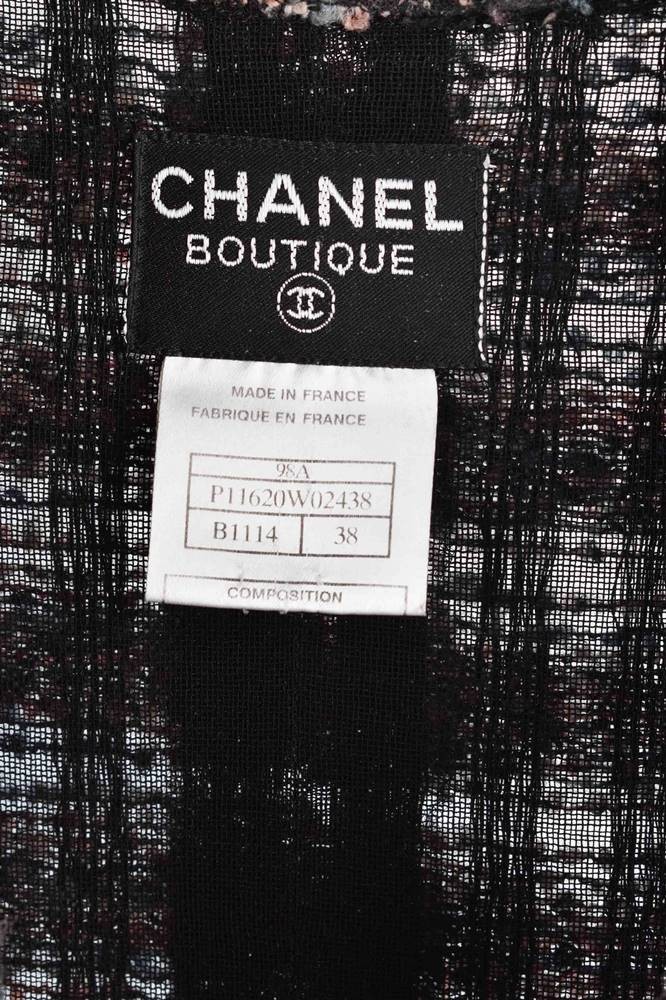 CHANEL
BOUTIQUE
MADE IN FRANCE
FABRIQUE EN FRANCE
98A
P11620W02438
B1114 38
COMPOSITION